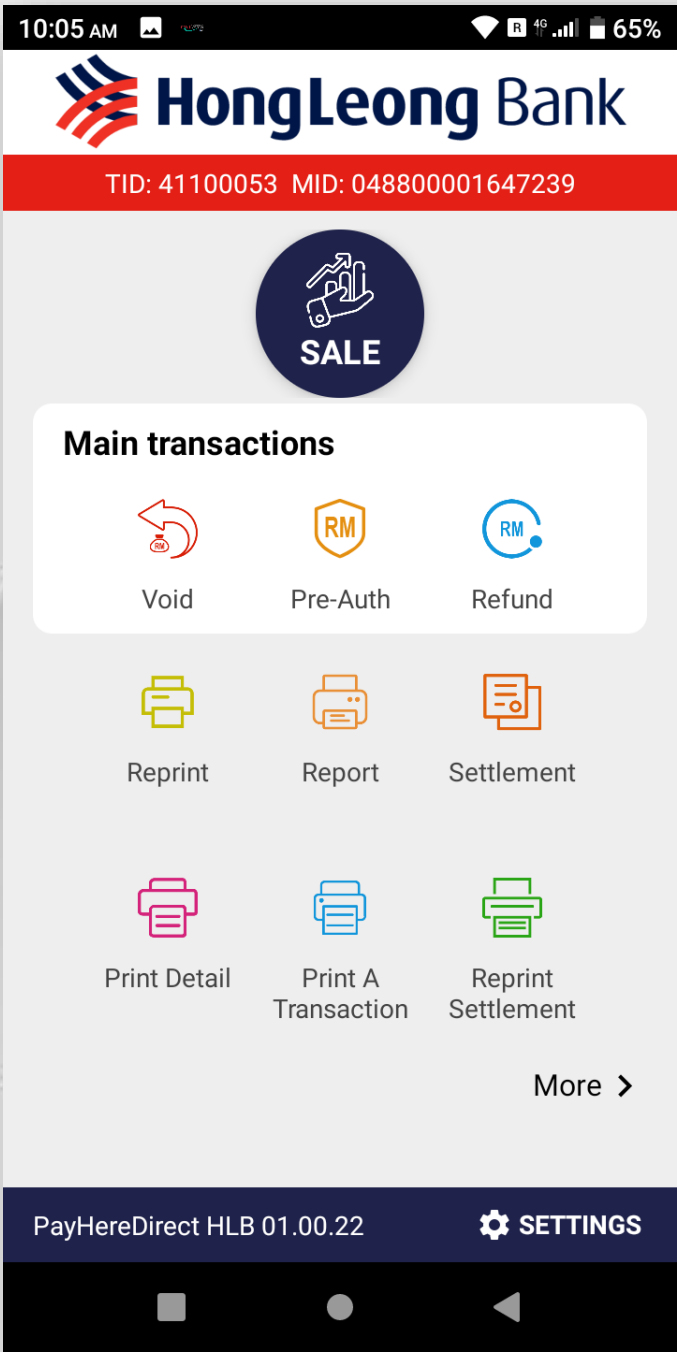 10:05 AM R 4G 65%
HongLeong Bank
TID: 41100053 MID: 048800001647239
SALE
Main transactions
RM RM RM
Void Pre-Auth Refund
Reprint Report Settlement
Print Detail Print A Reprint
Transaction Settlement
More
PayHereDirect HLB 01.00.22 SETTINGS